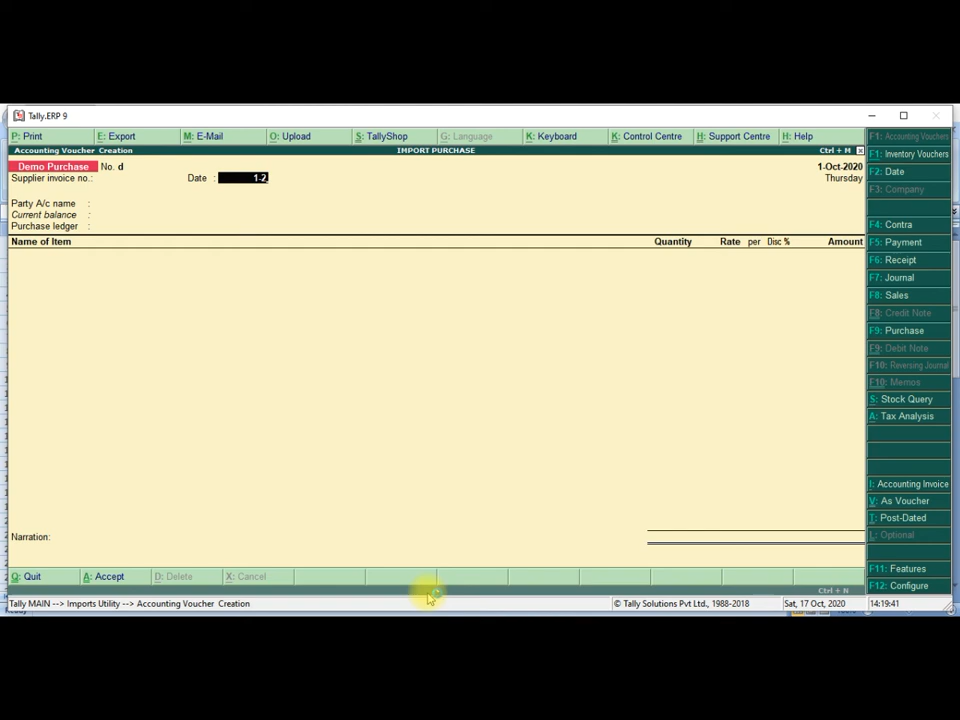 Tally.ERP 9
P: Print E: Export M: E-Mail O: Upload S: TallyShop G: Language K: Keyboard K: Control Centre H: Support Centre H: Help
Accounting Voucher Creation IMPORT PURCHASE Ctrl + M
Demo Purchase No. d 1-Oct-2020
Supplier invoice no.: Date : 1-2 Thursday
Party A/c name :
Current balance :
Purchase ledger :
Name of Item Quantity Rate per Disc % Amount
Narration:
Q: Quit A: Accept D: Delete X: Cancel
Ctrl + N
Tally MAIN --> Imports Utility --> Accounting Voucher Creation © Tally Solutions Pvt Ltd., 1988-2018 Sat, 17 Oct, 2020 14:19:41
F1: Accounting Vouchers
F1: Inventory Vouchers
F2: Date
F3: Company
F4: Contra
F5: Payment
F6: Receipt
F7: Journal
F8: Sales
F8: Credit Note
F9: Purchase
F9: Debit Note
F10: Reversing Journal
F10: Memos
S: Stock Query
A: Tax Analysis
I: Accounting Invoice
V: As Voucher
T: Post-Dated
L: Optional
F11: Features
F12: Configure